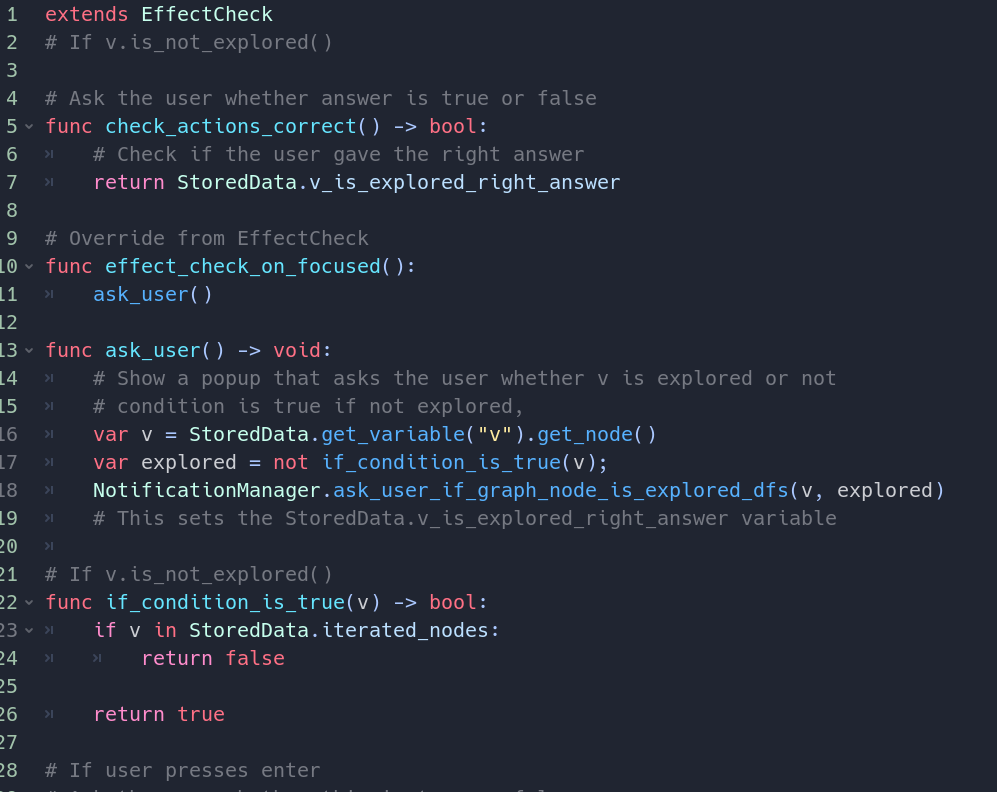 1 extends EffectCheck
2 # If v.is_not_explored()
3
4 # Ask the user whether answer is true or false
5 func check_actions_correct() -> bool:
6 # Check if the user gave the right answer
7 return StoredData.v_is_explored_right_answer
8
9 # Override from EffectCheck
10 func effect_check_on_focused():
11 ask_user()
12
13 func ask_user() -> void:
14 # Show a popup that asks the user whether v is explored or not
15 # condition is true if not explored,
16 var v = StoredData.get_variable("v").get_node()
17 var explored = not if_condition_is_true(v);
18 NotificationManager.ask_user_if_graph_node_is_explored_dfs(v, explored)
19 # This sets the StoredData.v_is_explored_right_answer variable
20
21 # If v.is_not_explored()
22 func if_condition_is_true(v) -> bool:
23 if v in StoredData.iterated_nodes:
24 return false
25
26 return true
27
28 # If user presses enter